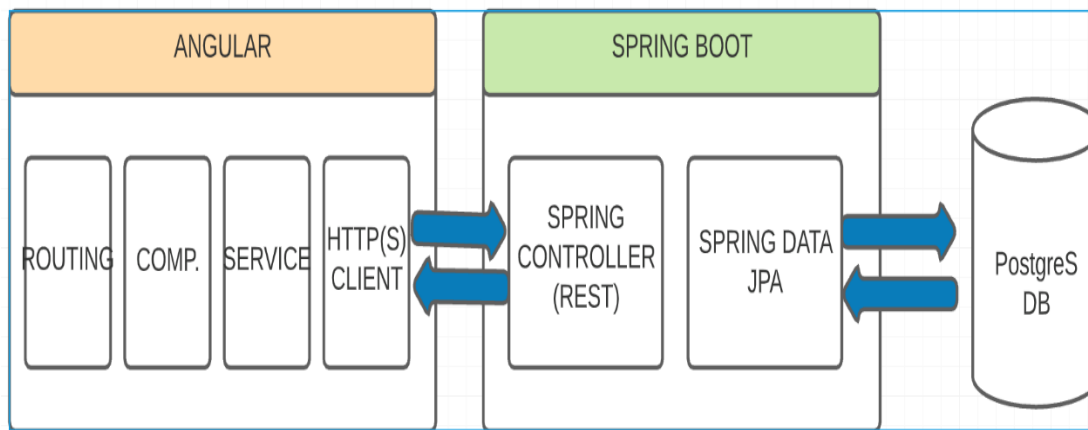 ANGULAR
SPRING BOOT
ROUTING
COMP.
SERVICE
HTTP(S)
CLIENT
SPRING
CONTROLLER
(REST)
SPRING DATA
JPA
PostgreS
DB